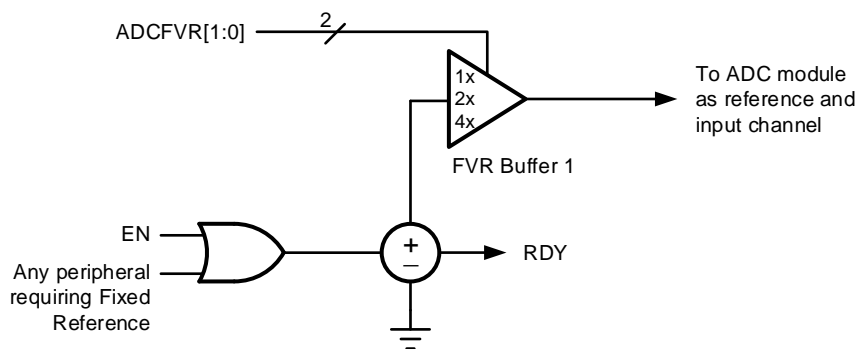 ADCFVR[1:0]
2
1x
2x
4x
To ADC module
as reference and
input channel
FVR Buffer 1
EN
Any peripheral
requiring Fixed
Reference
+
−
RDY